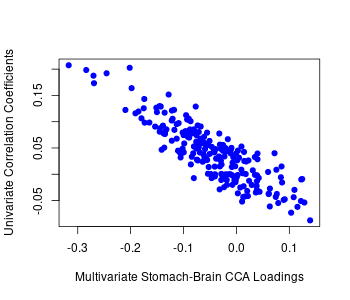 Univariate Correlation Coefficients
0.15
0.05
-0.05
-0.3 -0.2 -0.1 0.0 0.1
Multivariate Stomach-Brain CCA Loadings